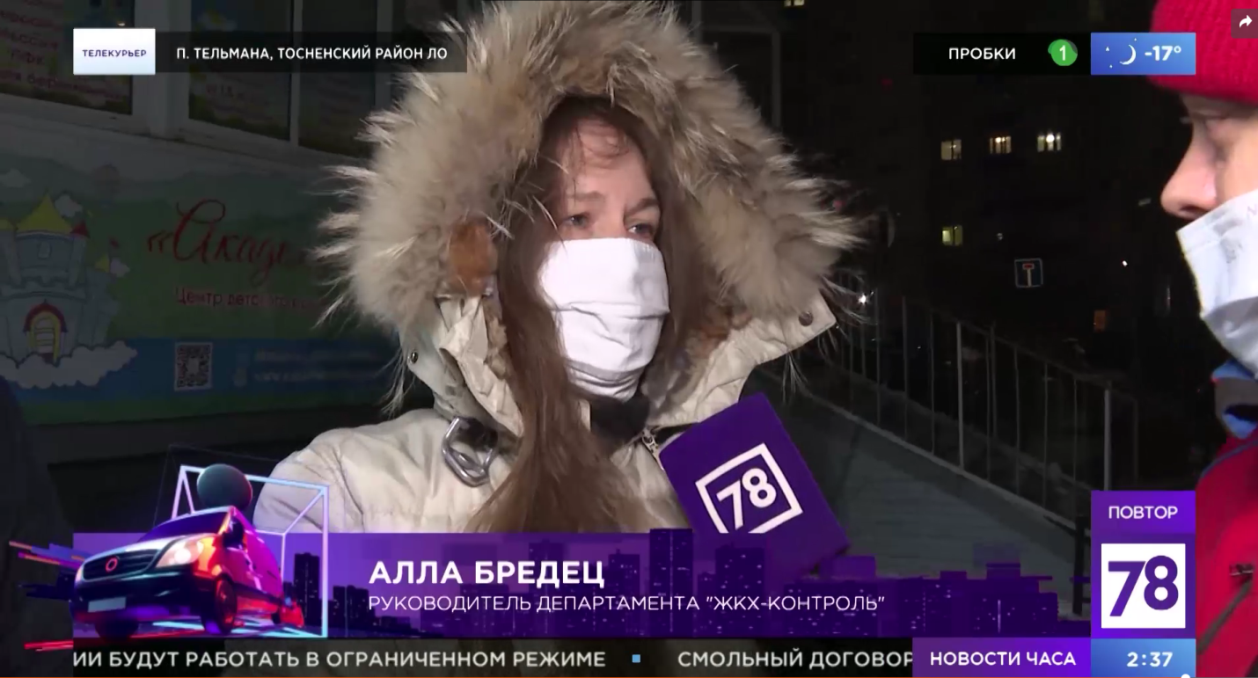 ТЕЛЕКУРЬЕР
П. ТЕЛЬМАНА, ТОСНЕНСКИЙ РАЙОН ЛО
ПРОБКИ 1 -17°
Центр
78
ПОВТОР
78
АЛЛА БРЕДЕЦ
РУКОВОДИТЕЛЬ ДЕПАРТАМЕНТА "ЖКХ-КОНТРОЛЬ"
ИИ БУДУТ РАБОТАТЬ В ОГРАНИЧЕННОМ РЕЖИМЕ ▪ СМОЛЬНЫЙ ДОГОВОР
НОВОСТИ ЧАСА 2:37